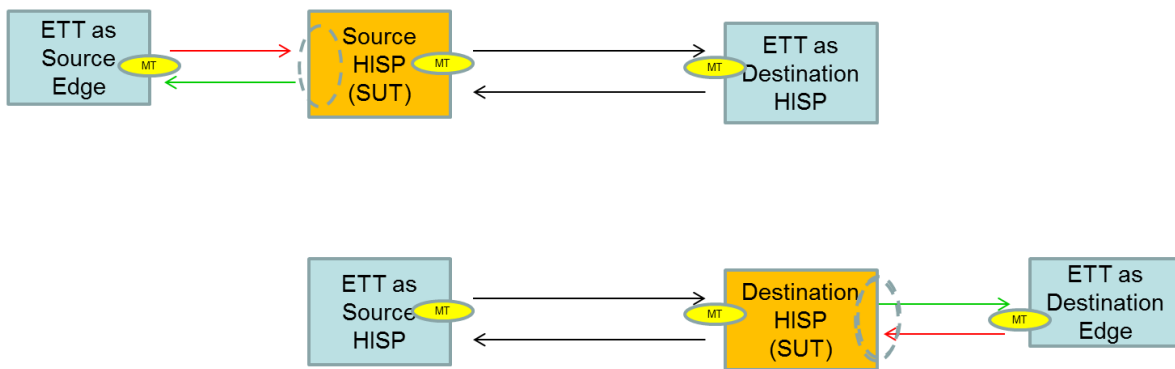 ETT as
Source
Edge
MT
Source
HISP
(SUT)
MT
MT
ETT as
Destination
HISP
ETT as
Source
HISP
MT
MT
Destination
HISP
(SUT)
MT
ETT as
Destination
Edge